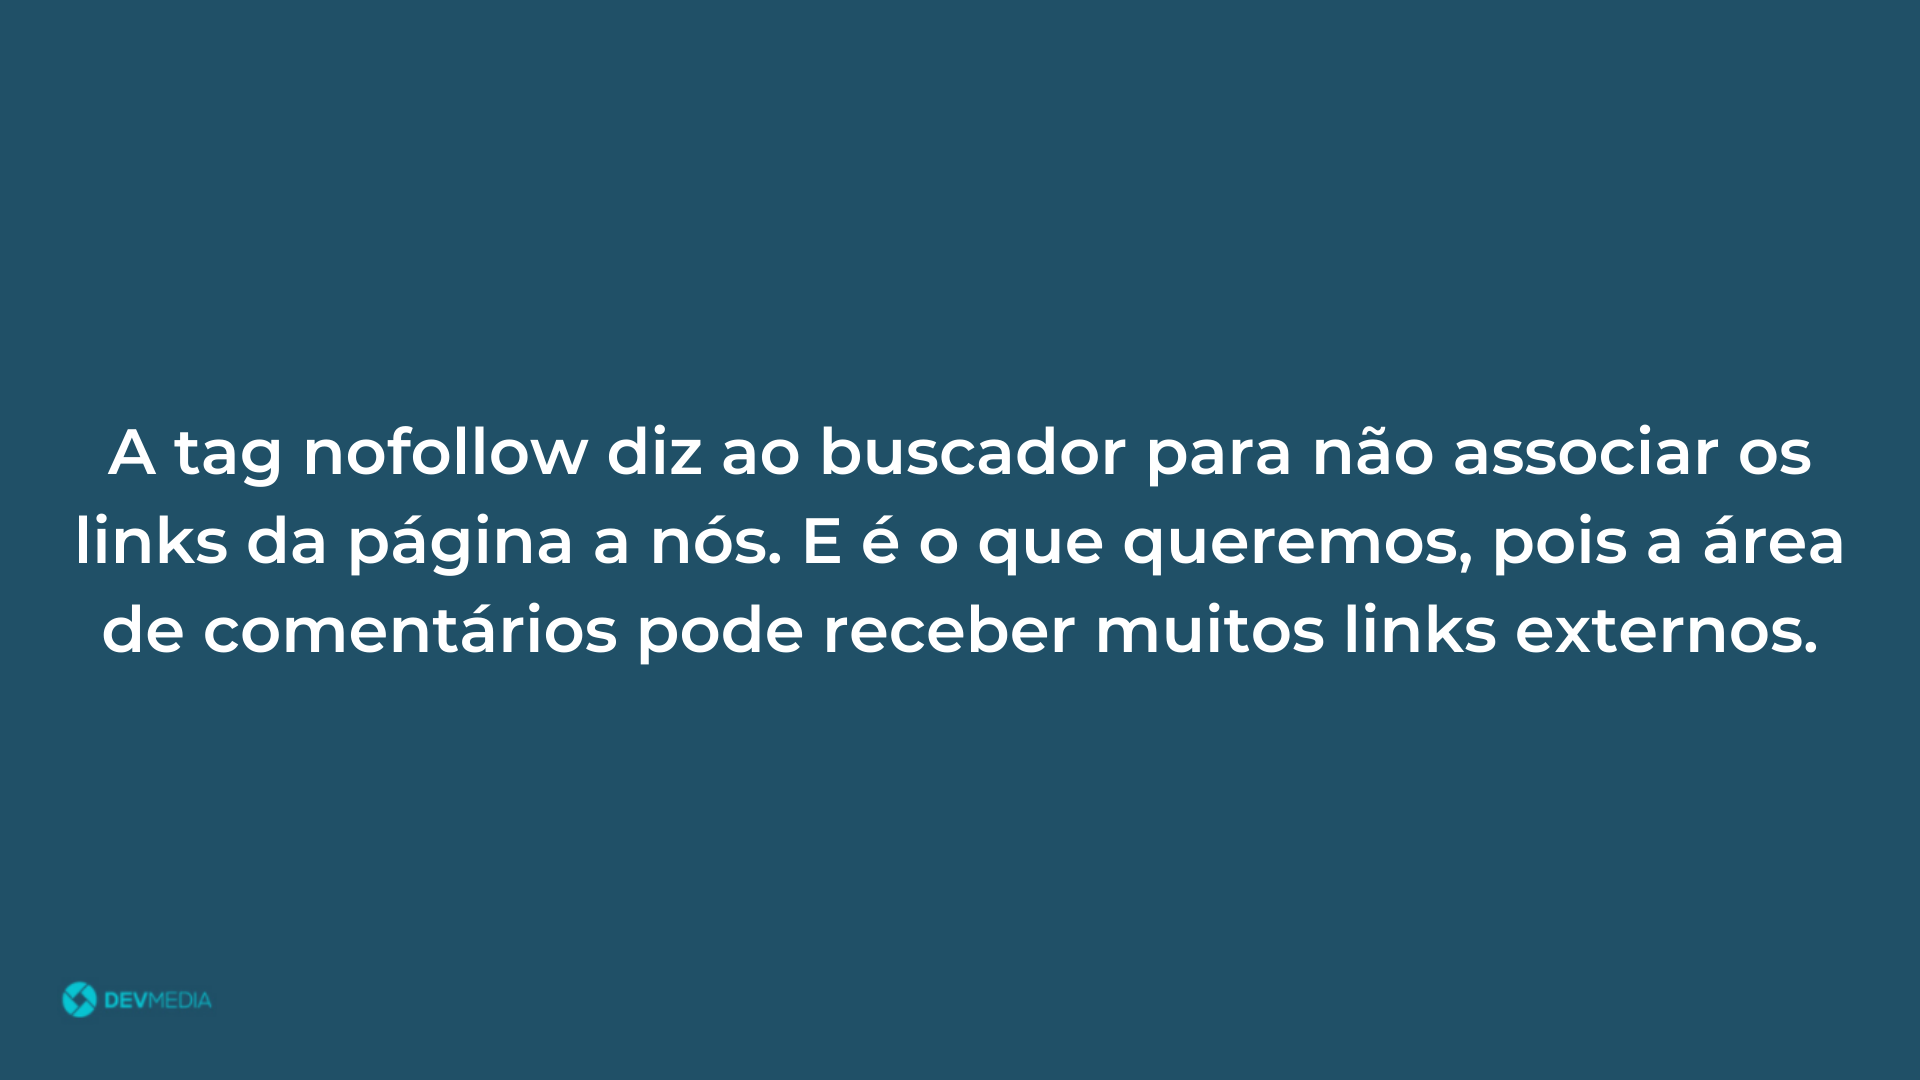 A tag nofollow diz ao buscador para não associar os
links da página a nós. E é o que queremos, pois a área
de comentários pode receber muitos links externos.
DEVMEDIA